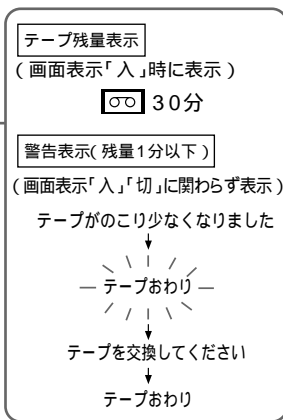 テープ残量表示
(画面表示「入」時に表示)
30分
警告表示(残量1分以下)
(画面表示「入」「切」に関わらず表示)
テープがのこり少なくなりました
テープおわり
テープを交換してください
テープおわり